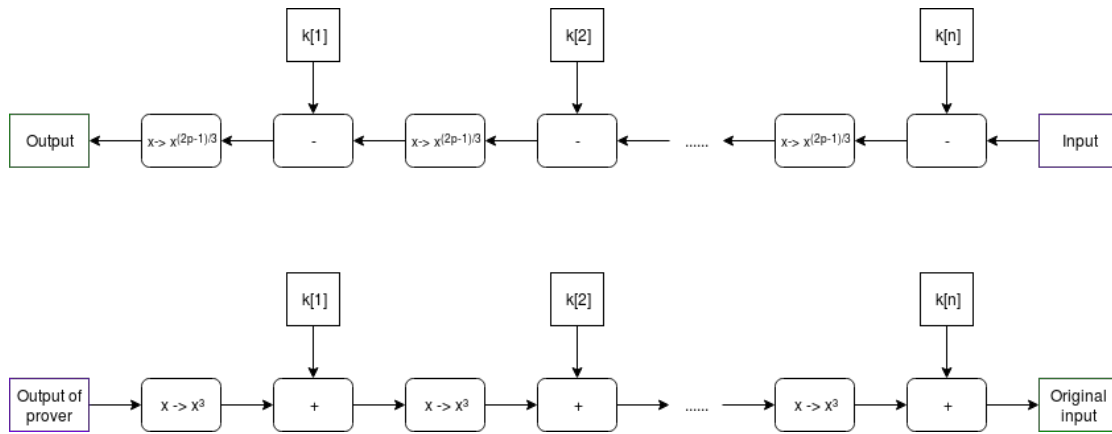 k[1]
k[2]
k[n]
Output
x-> x(2p-1)/3
-
x-> x(2p-1)/3
-
......
x-> x(2p-1)/3
-
Input
k[1]
k[2]
k[n]
Output of
prover
x -> x³
+
x -> x³
+
......
x -> x³
+
Original
input